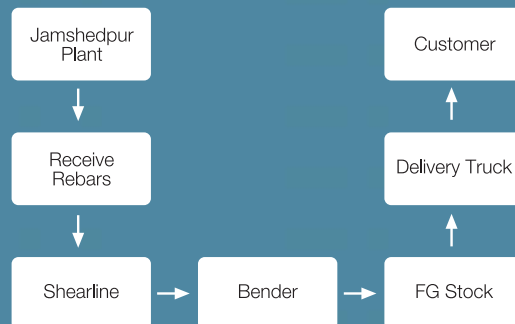 Jamshedpur
Plant
Receive
Rebars
Shearline
Bender
FG Stock
Delivery Truck
Customer